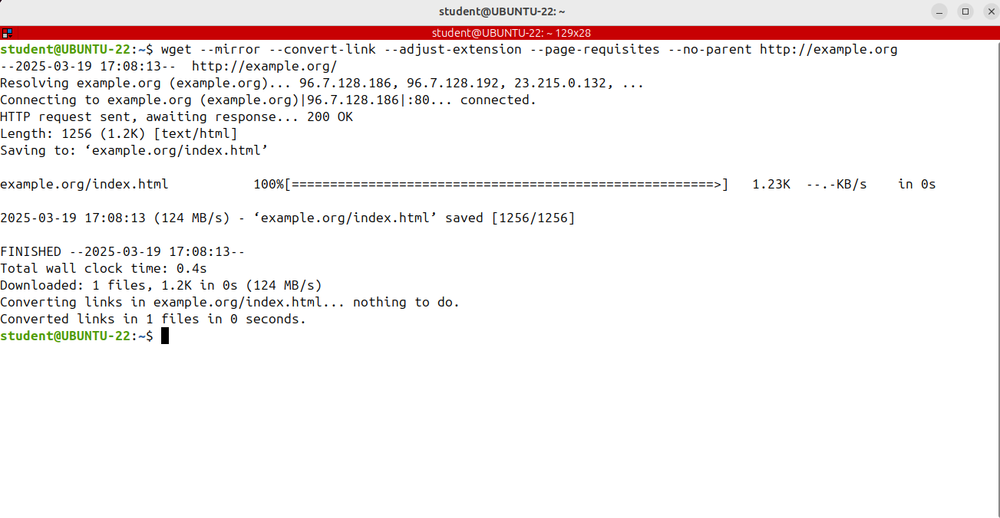 student@UBUNTU-22: ~
student@UBUNTU-22: ~ 129x28
student@UBUNTU-22:~$ wget --mirror --convert-link --adjust-extension --page-requisites --no-parent http://example.org
--2025-03-19 17:08:13--  http://example.org/
Resolving example.org (example.org)... 96.7.128.186, 96.7.128.192, 23.215.0.132, ...
Connecting to example.org (example.org)|96.7.128.186|:80... connected.
HTTP request sent, awaiting response... 200 OK
Length: 1256 (1.2K) [text/html]
Saving to: ‘example.org/index.html’
example.org/index.html           100%[=======================================================>]   1.23K  --.-KB/s    in 0s
2025-03-19 17:08:13 (124 MB/s) - ‘example.org/index.html’ saved [1256/1256]
FINISHED --2025-03-19 17:08:13--
Total wall clock time: 0.4s
Downloaded: 1 files, 1.2K in 0s (124 MB/s)
Converting links in example.org/index.html... nothing to do.
Converted links in 1 files in 0 seconds.
student@UBUNTU-22:~$